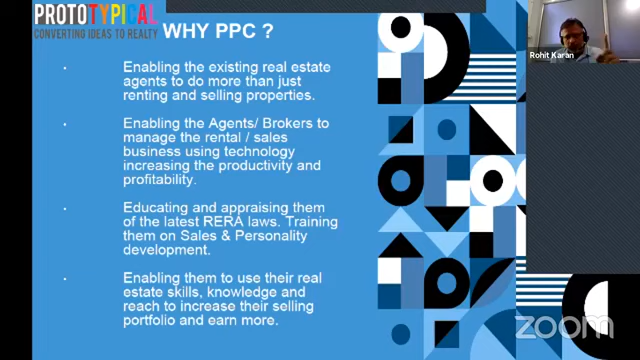 PROTOTYPICAL
CONVERTING IDEAS TO REALTY
WHY PPC ?
Enabling the existing real estate
agents to do more than just
renting and selling properties.
Enabling the Agents/ Brokers to
manage the rental / sales
business using technology
increasing the productivity and
profitability.
Educating and appraising them
of the latest RERA laws. Training
them on Sales & Personality
development.
Enabling them to use their real
estate skills, knowledge and
reach to increase their selling
portfolio and earn more.
Rohit Karan
zoom